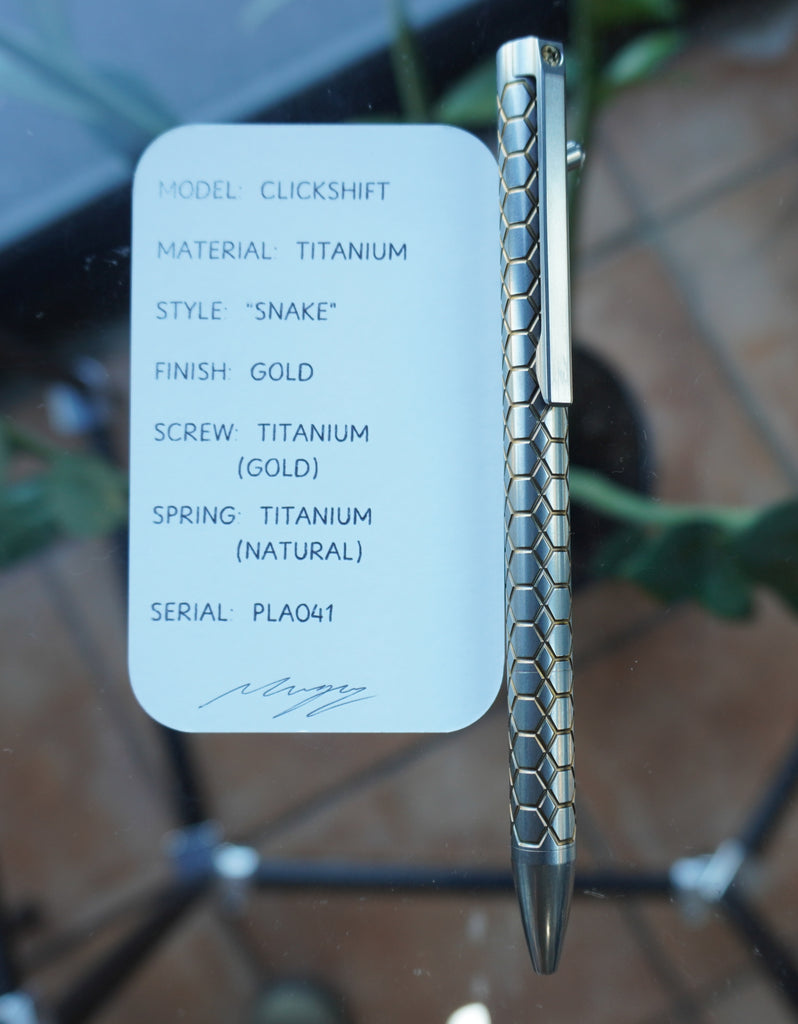 MODEL: CLICKSHIFT
MATERIAL: TITANIUM
STYLE: "SNAKE"
FINISH: GOLD
SCREW: TITANIUM
(GOLD)
SPRING: TITANIUM
(NATURAL)
SERIAL: PLA041